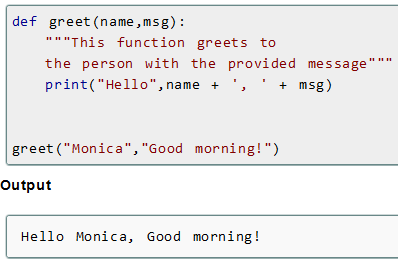 def greet(name,msg):
    """This function greets to
    the person with the provided message"""
    print("Hello",name + ', ' + msg)
greet("Monica","Good morning!")
Output
Hello Monica, Good morning!